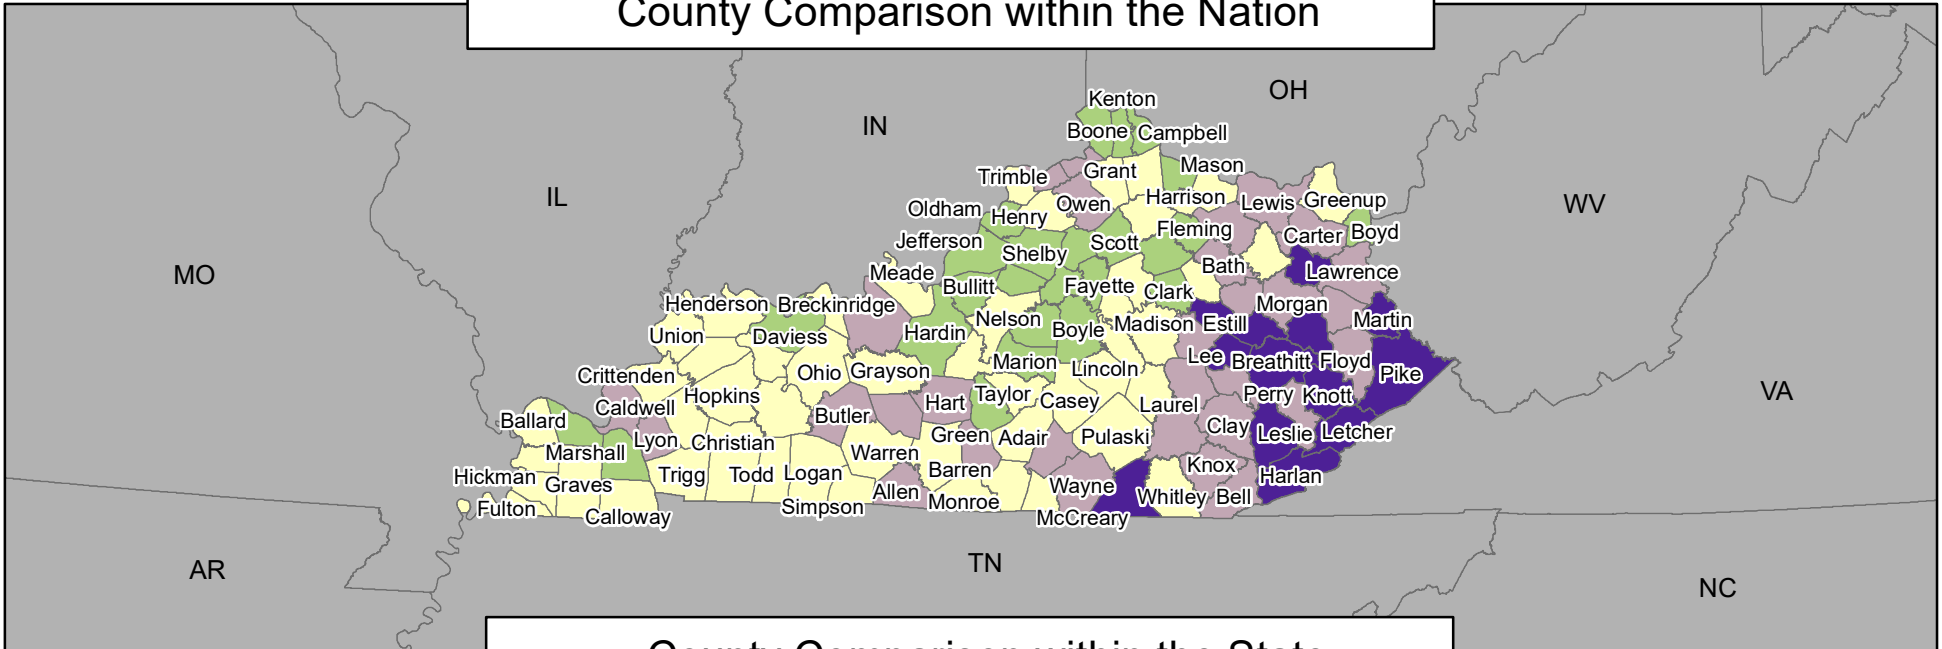 County Comparison within the Nation
OH
Kenton
IN
Boone
Campbell
Mason
Grant
Trimble
IL
Harrison
Owen
Lewis
Greenup
WV
Oldham
Henry
Fleming
Boyd
Jefferson
Scott
Carter
Shelby
Bath
MO
Meade
Lawrence
Bullitt
Fayette
Clark
Henderson
Breckinridge
Morgan
Nelson
Martin
Union
Daviess
Hardin
Boyle
Madison
Estill
Lee
Marion
Breathitt
Floyd
Crittenden
Ohio
Grayson
Lincoln
Pike
VA
Hopkins
Taylor
Perry
Knott
Caldwell
Butler
Hart
Casey
Laurel
Ballard
Lyon
Christian
Green
Adair
Pulaski
Clay
Leslie
Letcher
Marshall
Warren
Hickman
Graves
Trigg
Todd
Logan
Barren
Knox
Harlan
Fulton
Calloway
Simpson
Allen
Monroe
Wayne
McCreary
Whitley
Bell
AR
TN
NC
County Comparison within the State